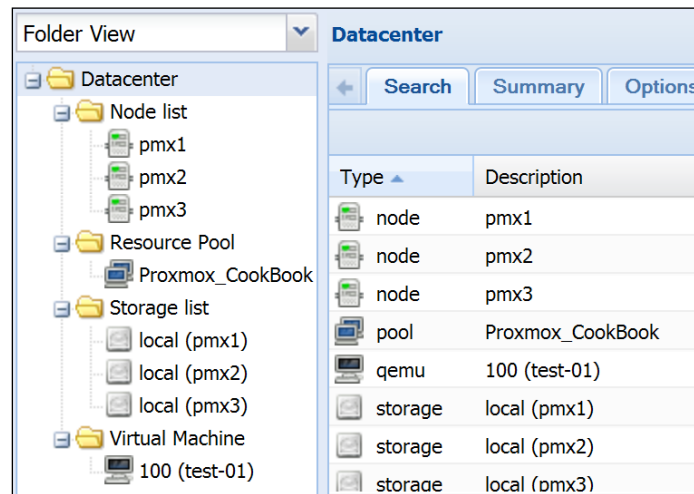 Folder View
Datacenter
Node list
pmx1
pmx2
pmx3
Resource Pool
Proxmox_CookBook
Storage list
local (pmx1)
local (pmx2)
local (pmx3)
Virtual Machine
100 (test-01)
Datacenter
Search Summary Options
Type Description
node pmx1
node pmx2
node pmx3
pool Proxmox_CookBook
qemu 100 (test-01)
storage local (pmx1)
storage local (pmx2)
storage local (pmx3)